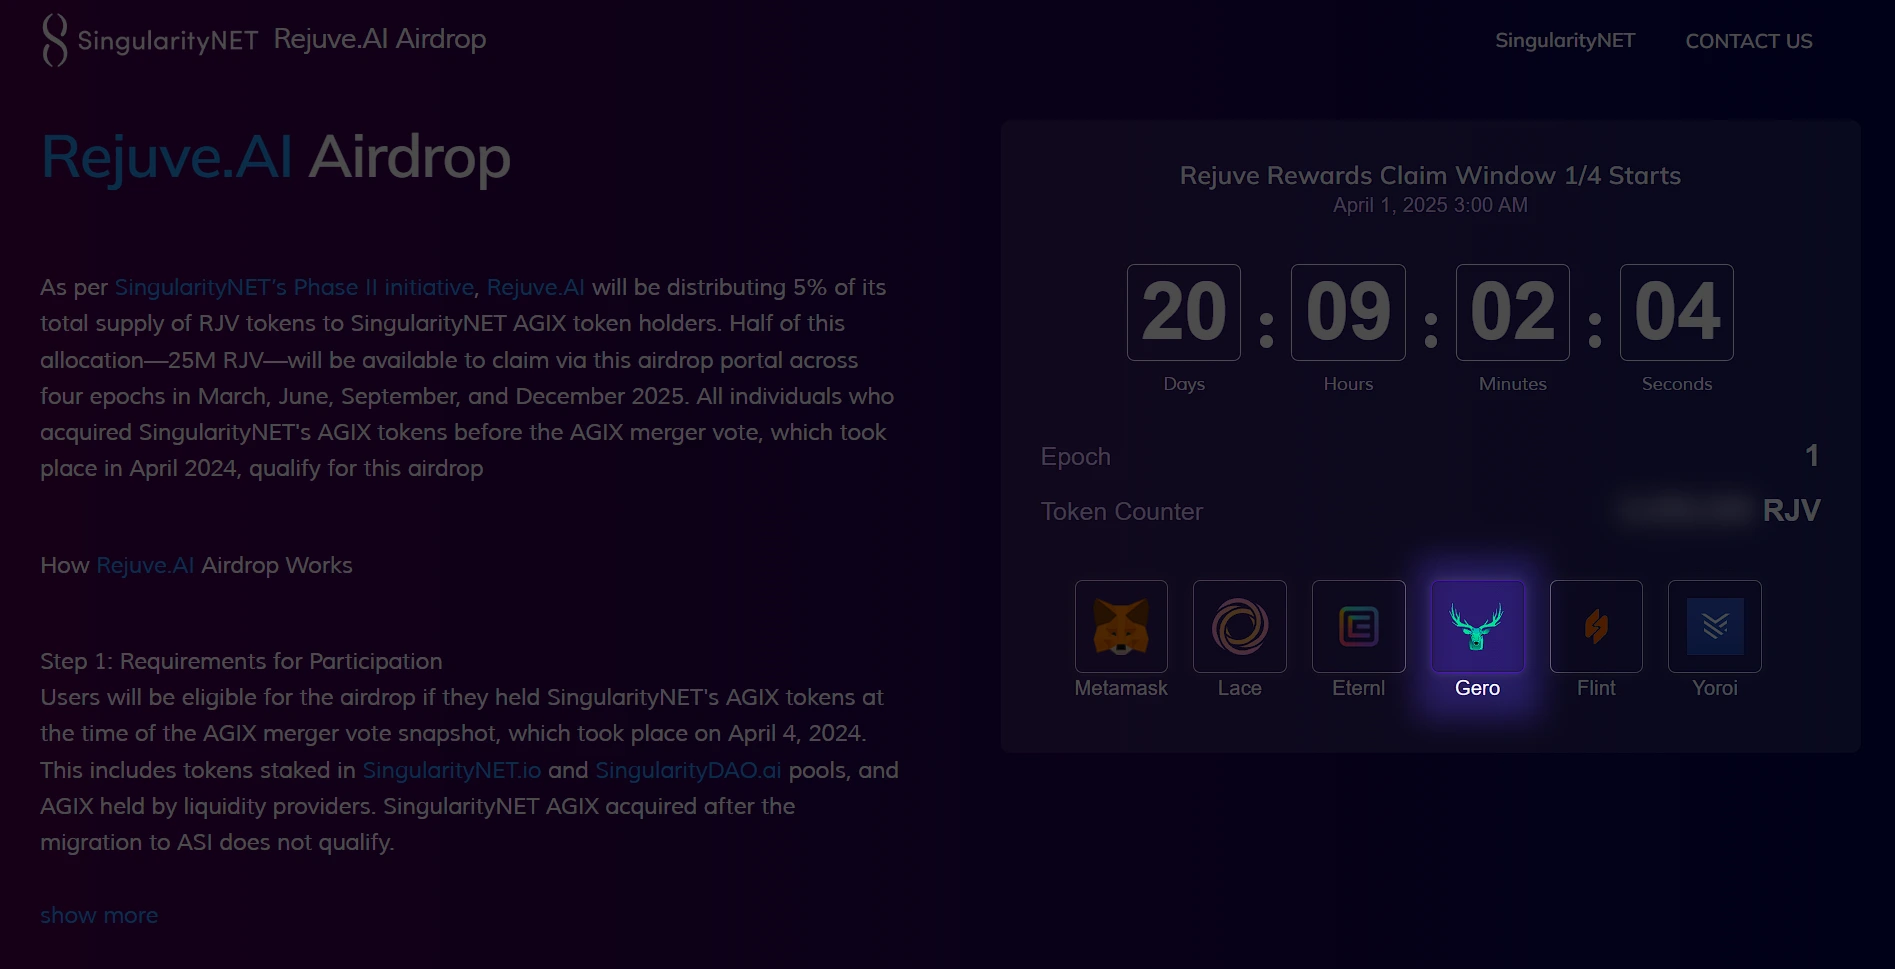 SingularityNET Rejuve.AI Airdrop
SingularityNET CONTACT US
Rejuve.AI Airdrop
As per SingularityNET's Phase II initiative, Rejuve.AI will be distributing 5% of its
total supply of RJV tokens to SingularityNET AGIX token holders. Half of this
allocation—25M RJV—will be available to claim via this airdrop portal across
four epochs in March, June, September, and December 2025. All individuals who
acquired SingularityNET's AGIX tokens before the AGIX merger vote, which took
place in April 2024, qualify for this airdrop
How Rejuve.AI Airdrop Works
Step 1: Requirements for Participation
Users will be eligible for the airdrop if they held SingularityNET's AGIX tokens at
the time of the AGIX merger vote snapshot, which took place on April 4, 2024.
This includes tokens staked in SingularityNET.io and SingularityDAO.ai pools, and
AGIX held by liquidity providers. SingularityNET AGIX acquired after the
migration to ASI does not qualify.
show more
Rejuve Rewards Claim Window 1/4 Starts
April 1, 2025 3:00 AM
20 : 09 : 02 : 04
Days Hours Minutes Seconds
Epoch 1
Token Counter RJV
Metamask Lace Eternl Gero Flint Yoroi